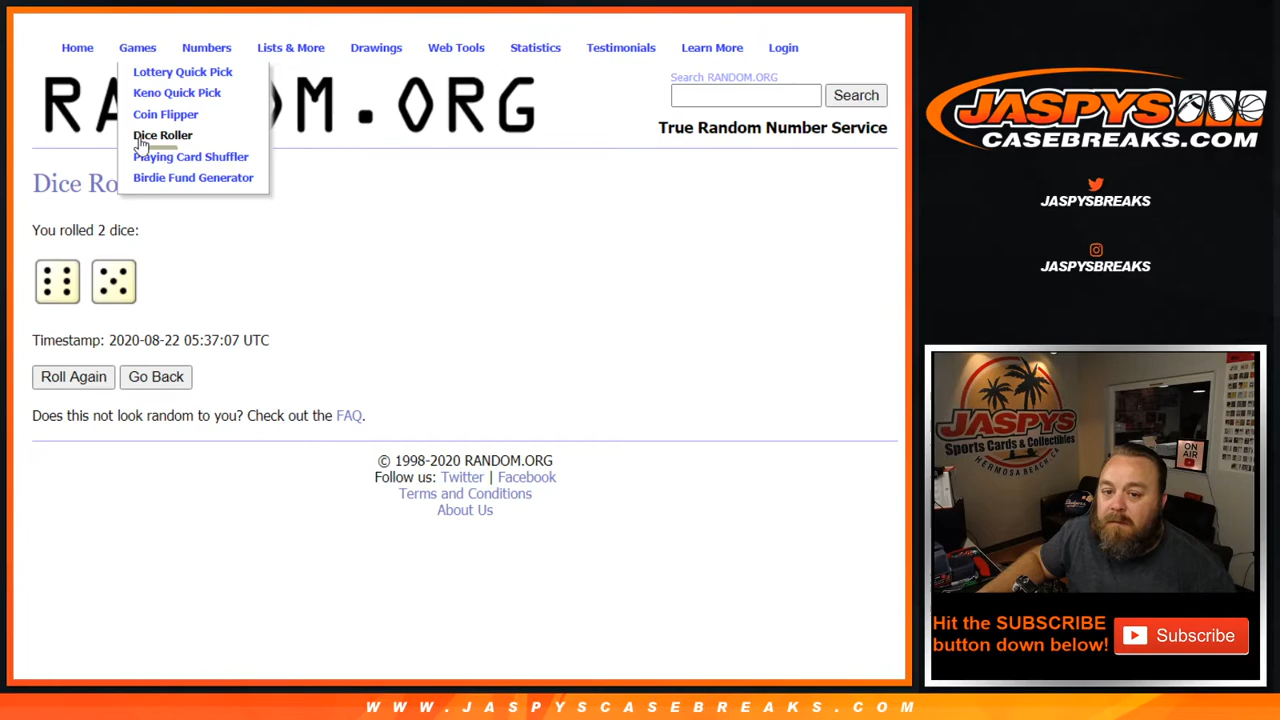 Home Games Numbers Lists & More Drawings Web Tools Statistics Testimonials Learn More Login
Lottery Quick Pick
Keno Quick Pick
Coin Flipper
Dice Roller
Playing Card Shuffler
Birdie Fund Generator
RA M.ORG
Search RANDOM.ORG
Search
True Random Number Service
Dice Ro
You rolled 2 dice:
Timestamp: 2020-08-22 05:37:07 UTC
Roll Again Go Back
Does this not look random to you? Check out the FAQ.
© 1998-2020 RANDOM.ORG
Follow us: Twitter | Facebook
Terms and Conditions
About Us
JASPYS
CASEBREAKS.COM
JASPYSBREAKS
JASPYSBREAKS
JASPYS
Sports Cards & Collectibles
HERMOSA BEACH, CA
ON
AIR
Dodgers
Hit the SUBSCRIBE
button down below!
Subscribe
WWW.JASPYSCASEBREAKS.COM